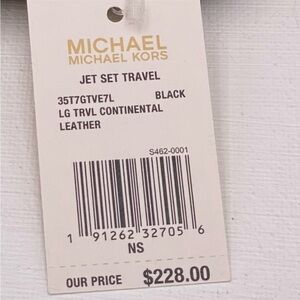 MICHAEL
MICHAEL KORS
JET SET TRAVEL
35T7GTVE7L BLACK
LG TRVL CONTINENTAL
LEATHER
S462-0001
1 91262 32705 6
NS
OUR PRICE $228.00